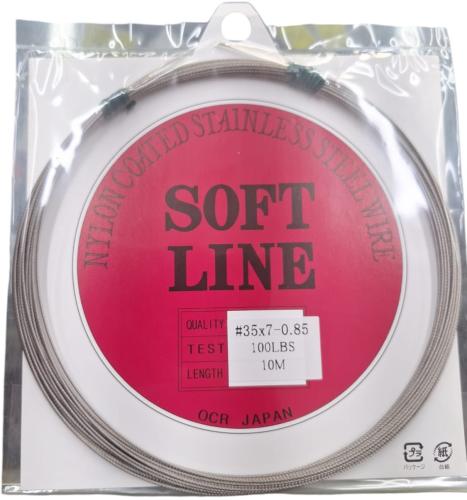 NYLON COATED STAINLESS STEEL WIRE
SOFT
LINE
QUALITY #35x7-0.85
TEST 100LBS
LENGTH 10M
OCR JAPAN
プラ 紙
パッケージ 台紙